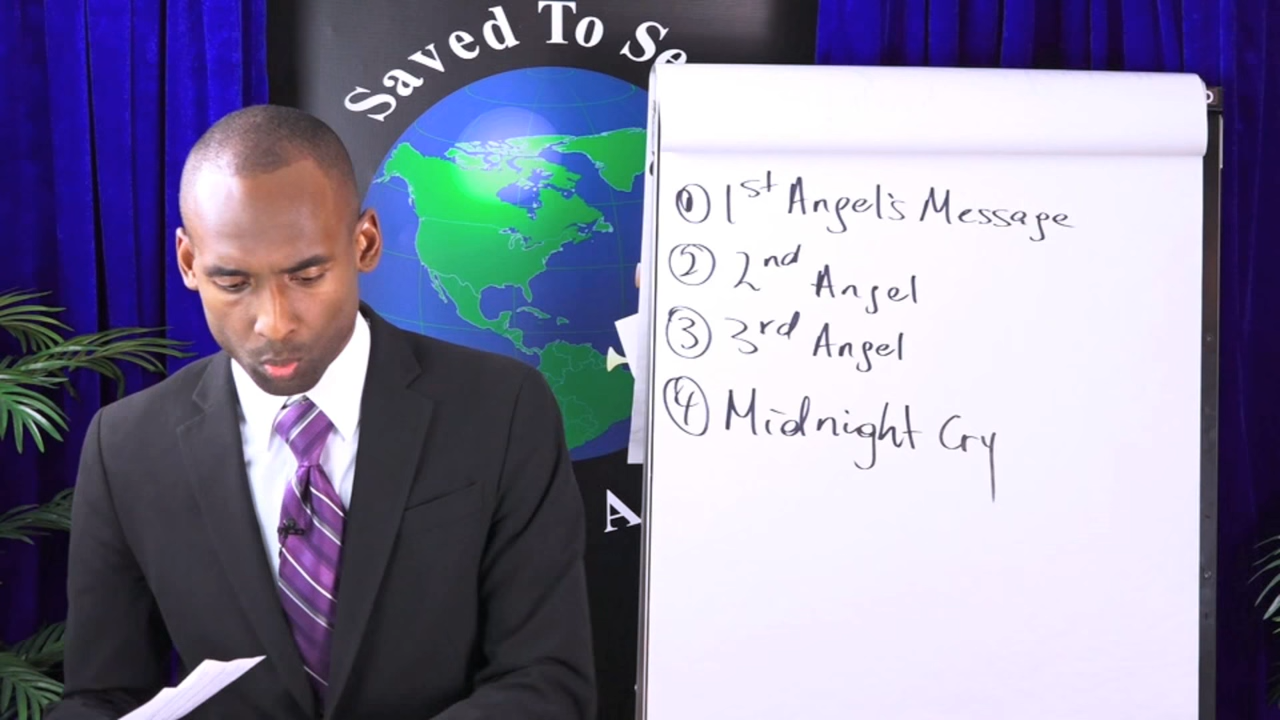 Saved To Se
① 1st Angel's Message
② 2nd Angel
③ 3rd Angel
④ Midnight Cry
A